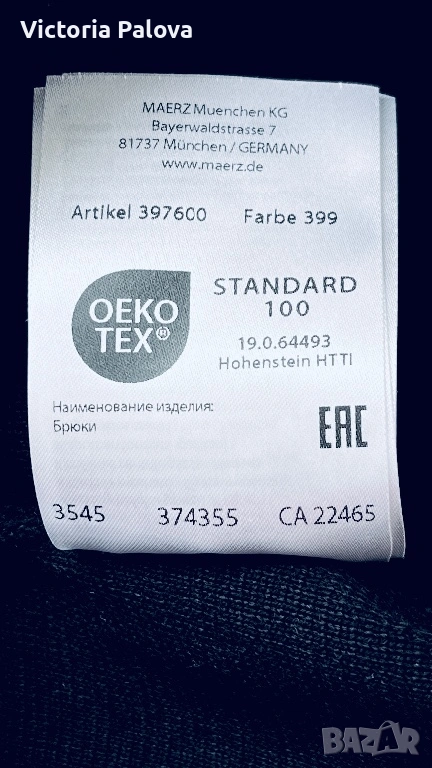 Victoria Palova
MAERZ Muenchen KG
Bayerwaldstrasse 7
81737 München / GERMANY
www.maerz.de
Artikel 397600 Farbe 399
OEKO
TEX®
STANDARD
100
19.0.64493
Hohenstein HTTI
Наименование изделия:
Брюки
EAC
3545 374355 CA 22465
BAZAR